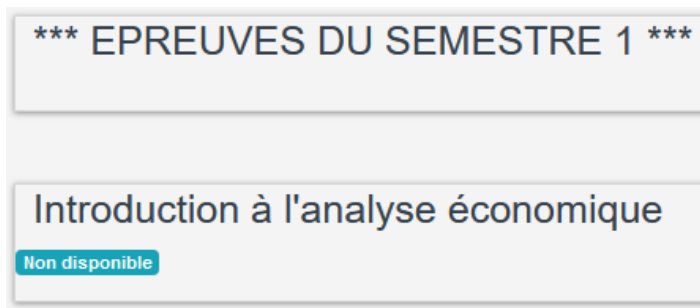 *** EPREUVES DU SEMESTRE 1 ***
Introduction à l'analyse économique
Non disponible